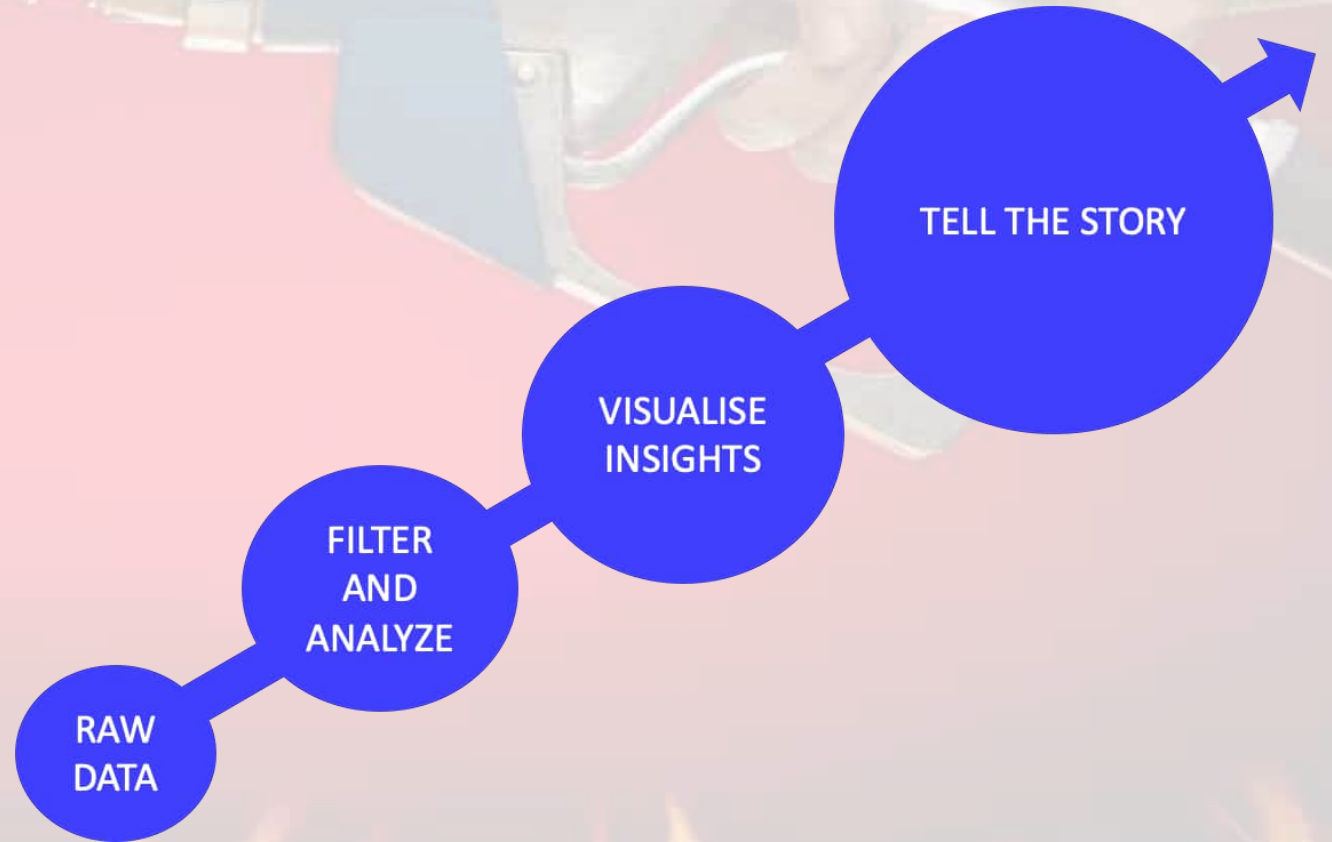 TELL THE STORY
VISUALISE
INSIGHTS
FILTER
AND
ANALYZE
RAW
DATA